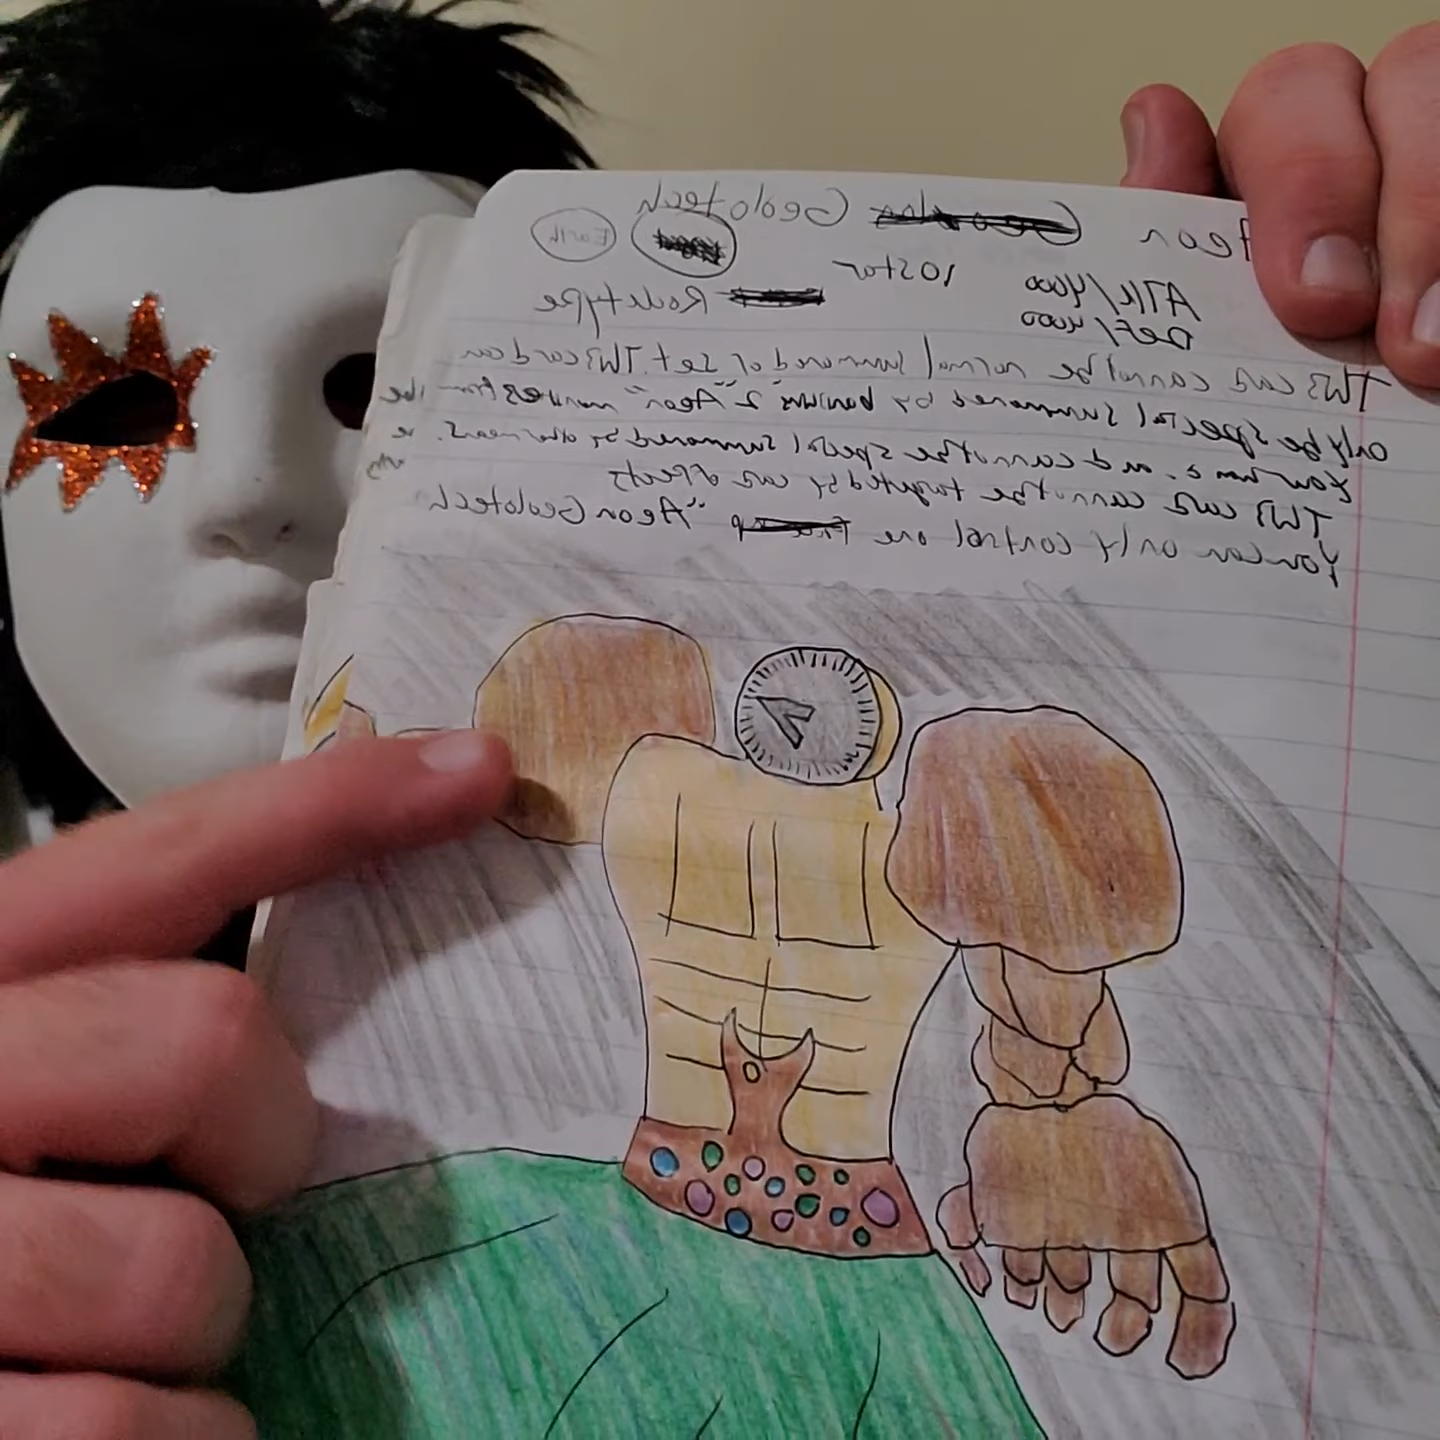 Aeon Geolotech
Earth
ATK/4000 10 Star
DEF/4000 Rock type
This card cannot be normal summoned or set. This card can
only be special summoned by banishing 2 "Aeon" monsters from
your and cannot be special summoned by other means.
This card cannot be targeted by card effects
You can only control one "Aeon Geolotech